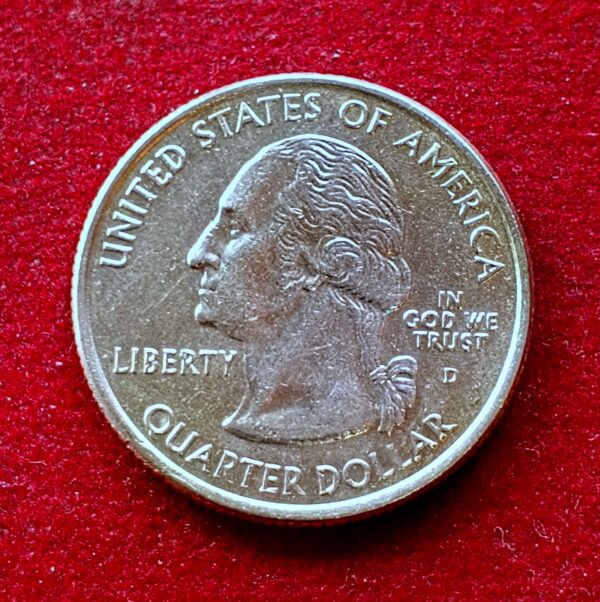 UNITED STATES OF AMERICA
LIBERTY
IN
GOD WE
TRUST
D
QUARTER DOLLAR